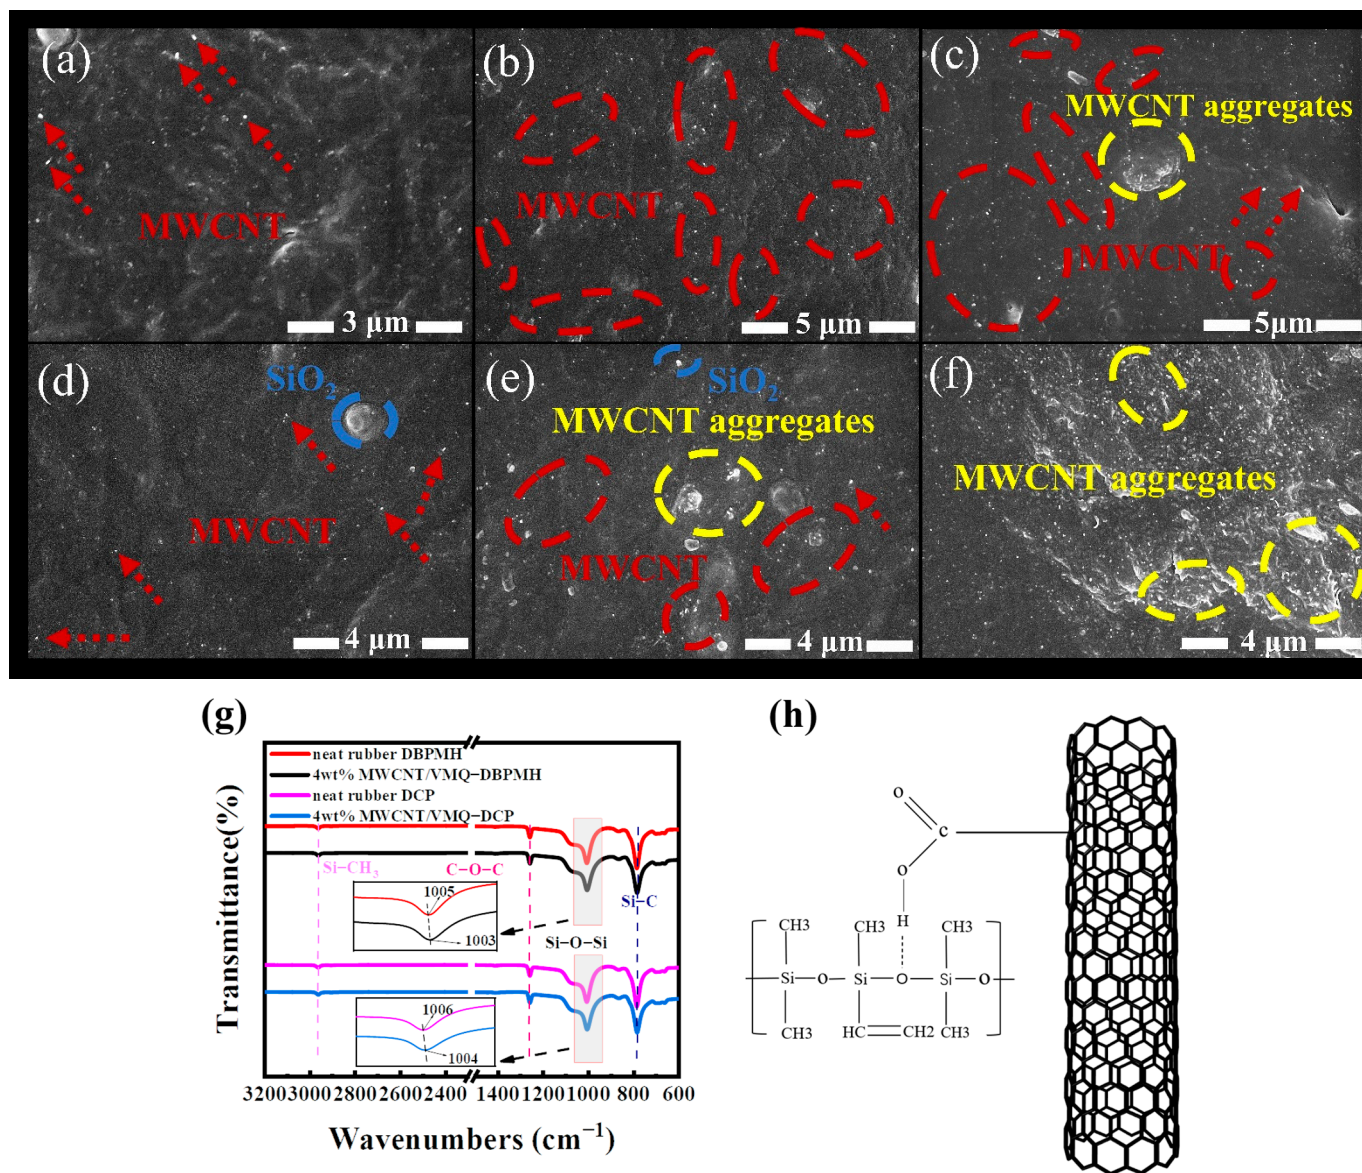 (a)
MWCNT
3 μm
(b)
MWCNT
5 μm
(c)
MWCNT aggregates
MWCNT
5μm
(d)
SiO₂
MWCNT
4 μm
(e)
SiO₂
MWCNT aggregates
MWCNT
4 μm
(f)
MWCNT aggregates
4 μm
(g)
neat rubber DBPMH
4wt% MWCNT/VMQ−DBPMH
neat rubber DCP
4wt% MWCNT/VMQ−DCP
Transmittance(%)
Si−CH₃
C−O−C
Si−C
1005
1003
Si−O−Si
1006
1004
3200 3000 2800 2600 2400 1400 1200 1000 800 600
Wavenumbers (cm⁻¹)
(h)
O
C
O
H
CH3 CH3 CH3
Si O Si O Si O
CH3 HC CH2 CH3